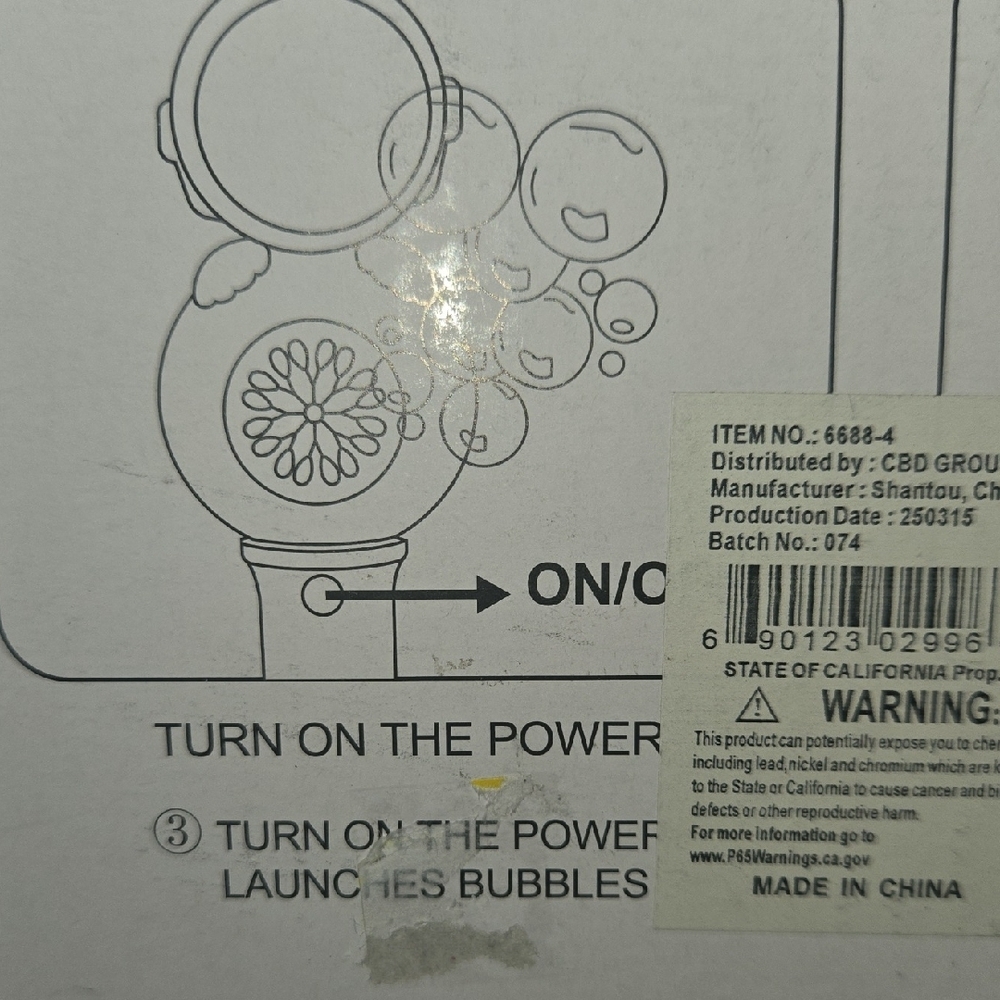 ITEM NO.: 6688-4
Distributed by : CBD GROU
Manufacturer : Shantou, Ch
Production Date : 250315
Batch No.: 074
ON/O
6 90123 02996
STATE OF CALIFORNIA Prop.
WARNING:
This product can potentially expose you to che
including lead, nickel and chromium which are k
to the State or California to cause cancer and bi
defects or other reproductive harm.
For more information go to
www.P65Warnings.ca.gov
MADE IN CHINA
TURN ON THE POWER
③ TURN ON THE POWER
LAUNCHES BUBBLES